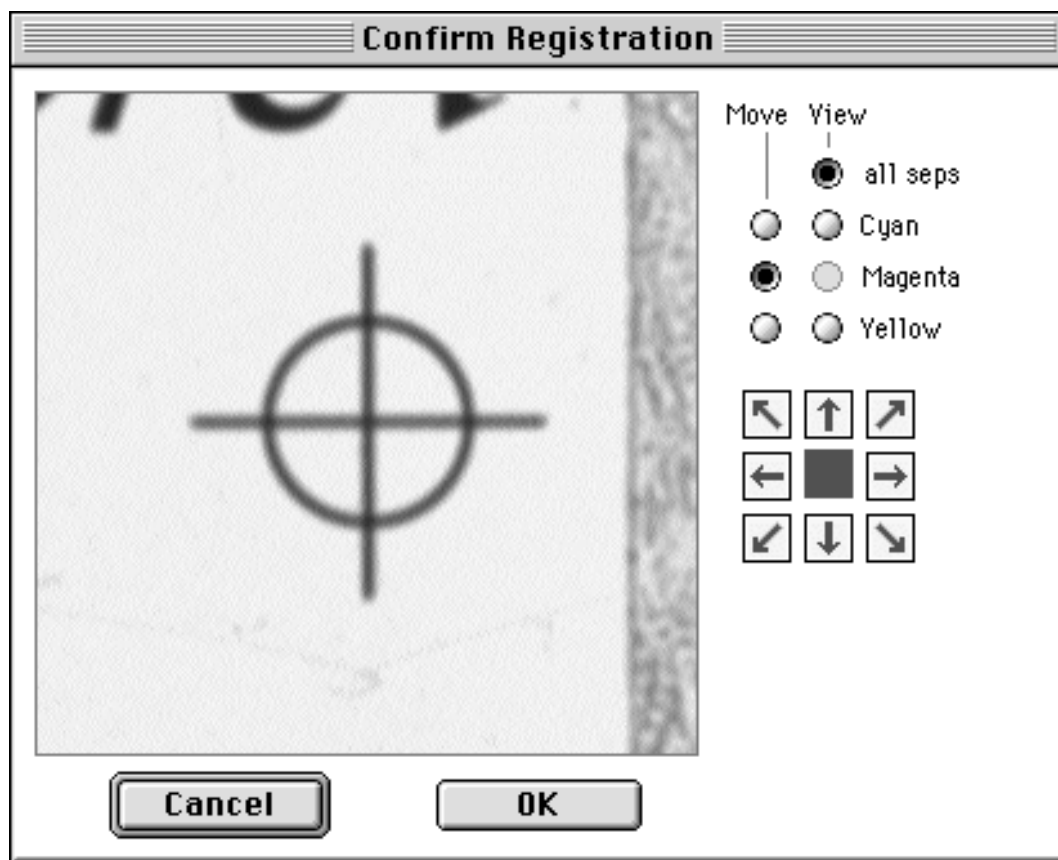 Confirm Registration
Move View
all seps
Cyan
Magenta
Yellow
Cancel
OK